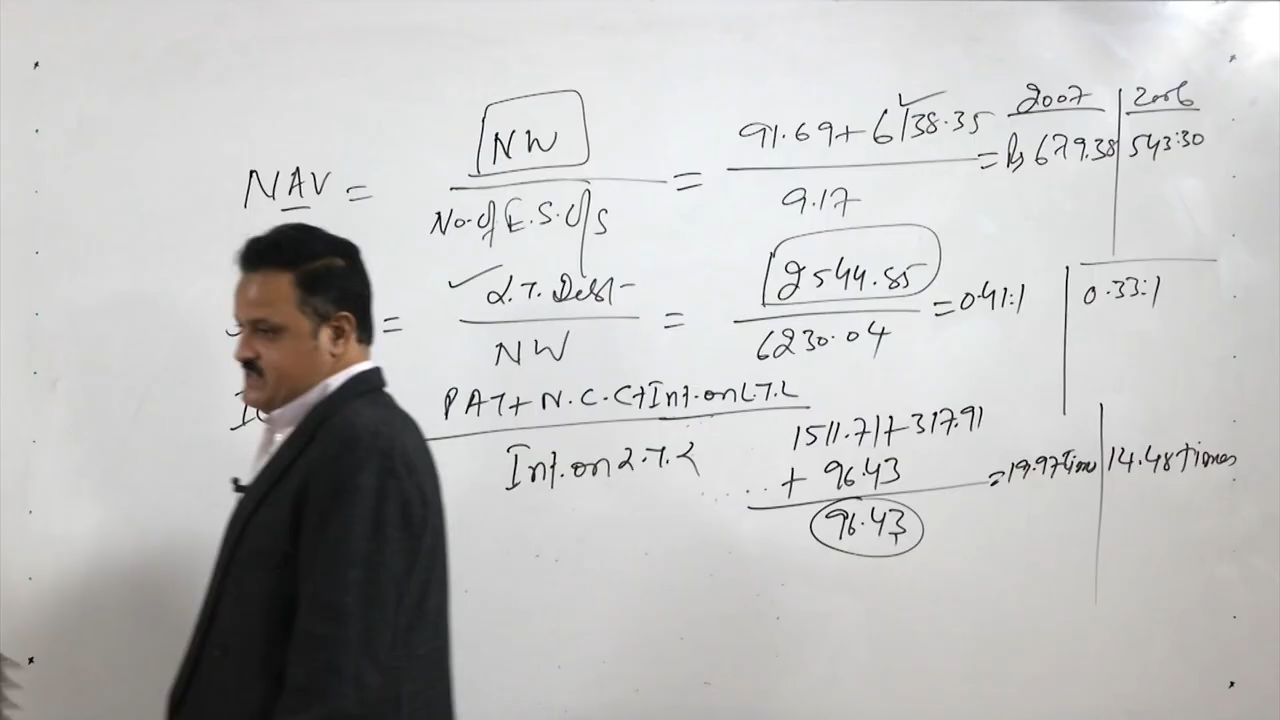 2007 2006
NAV = NW / No. of E.S. o/s = 91.69 + 6138.35 / 9.17 = Rs 679.38 543.30
= L.T. Debt / NW = 2544.85 / 6230.04 = 0.41:1 0.33:1
PAT + N.C.C + Int. on L.T.L / Int. on L.T.L
1511.71 + 317.91
+ 96.43 / 96.43 = 19.97 Time 14.48 times